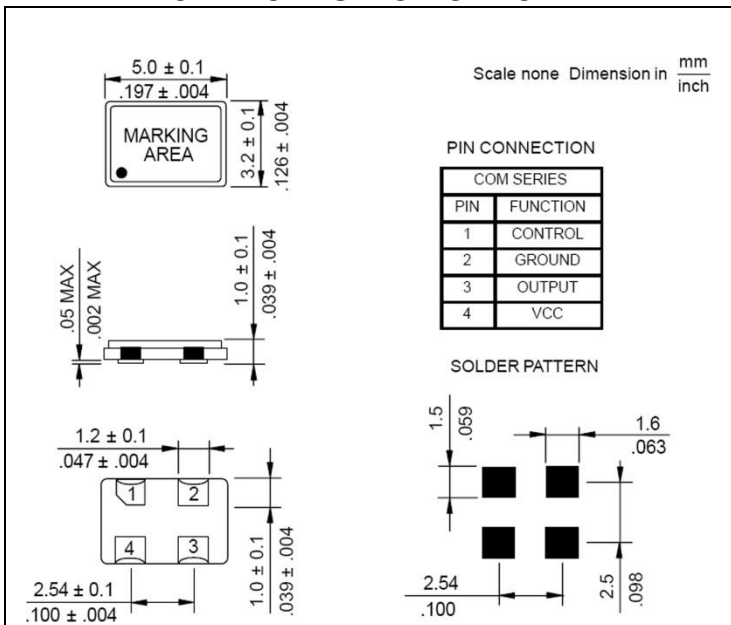 5.0 ± 0.1
.197 ± .004
MARKING
AREA
3.2 ± 0.1
.126 ± .004
Scale none Dimension in mm
inch
PIN CONNECTION
COM SERIES
PIN FUNCTION
1 CONTROL
2 GROUND
3 OUTPUT
4 VCC
.05 MAX
.002 MAX
1.0 ± 0.1
.039 ± .004
SOLDER PATTERN
1.2 ± 0.1
.047 ± .004
1 2
4 3
1.0 ± 0.1
.039 ± .004
2.54 ± 0.1
.100 ± .004
1.5
.059
1.6
.063
2.54
.100
2.5
.098